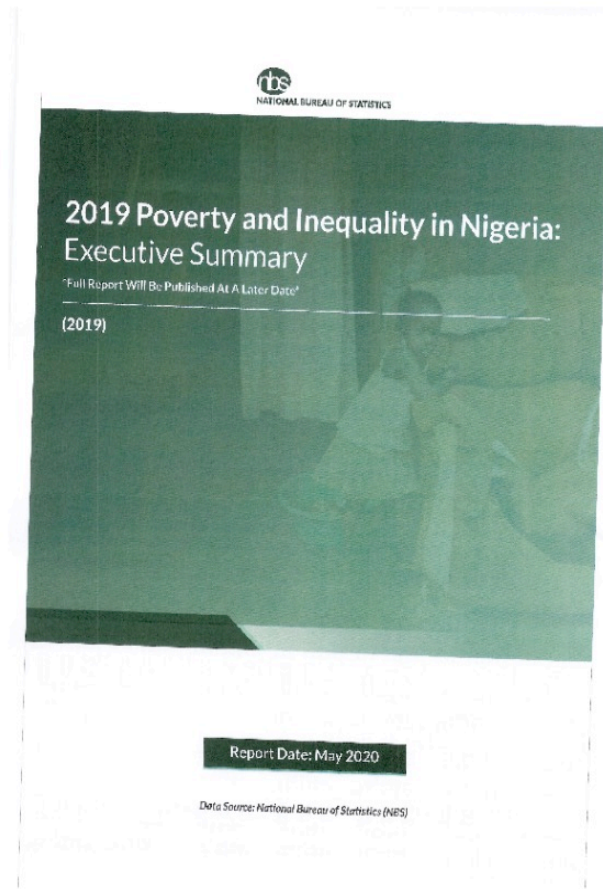 nbs
NATIONAL BUREAU OF STATISTICS
2019 Poverty and Inequality in Nigeria:
Executive Summary
"Full Report Will Be Published At A Later Date"
(2019)
Report Date: May 2020
Data Source: National Bureau of Statistics (NBS)